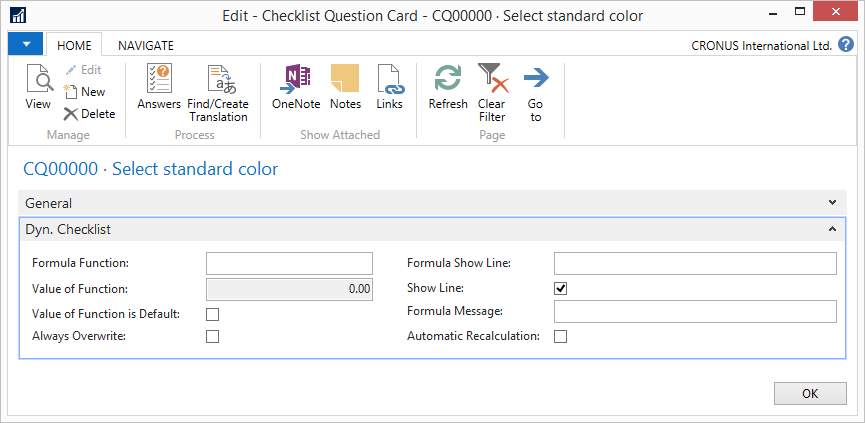 Edit - Checklist Question Card - CQ00000 · Select standard color
HOME NAVIGATE CRONUS International Ltd.
View
Edit
New
Delete
Manage
Answers
Find/Create
Translation
Process
OneNote
Notes
Links
Show Attached
Refresh
Clear
Filter
Go
to
Page
CQ00000 · Select standard color
General
Dyn. Checklist
Formula Function:
Value of Function: 0.00
Value of Function is Default:
Always Overwrite:
Formula Show Line:
Show Line:
Formula Message:
Automatic Recalculation:
OK